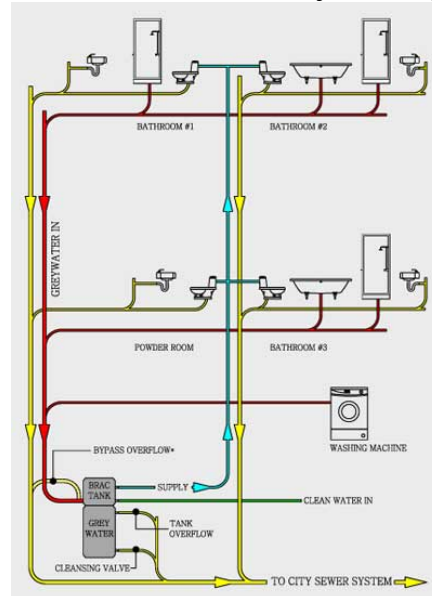 BATHROOM #1
BATHROOM #2
GREYWATER IN
POWDER ROOM
BATHROOM #3
WASHING MACHINE
BYPASS OVERFLOW*
BRAC
TANK
SUPPLY
CLEAN WATER IN
GREY
WATER
TANK
OVERFLOW
CLEANSING VALVE
TO CITY SEWER SYSTEM